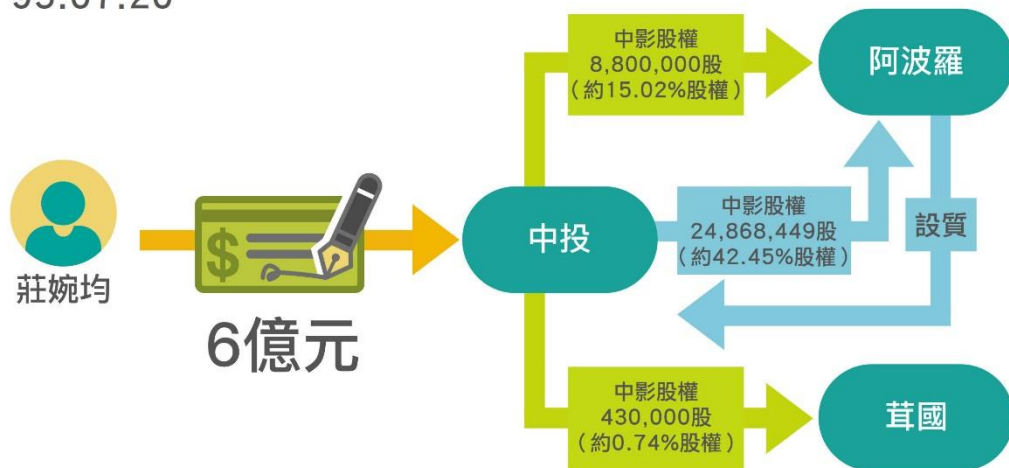 中影股權
8,800,000股
(約15.02%股權)
阿波羅
莊婉均
6億元
中投
中影股權
24,868,449股
(約42.45%股權)
設質
中影股權
430,000股
(約0.74%股權)
茸國
$